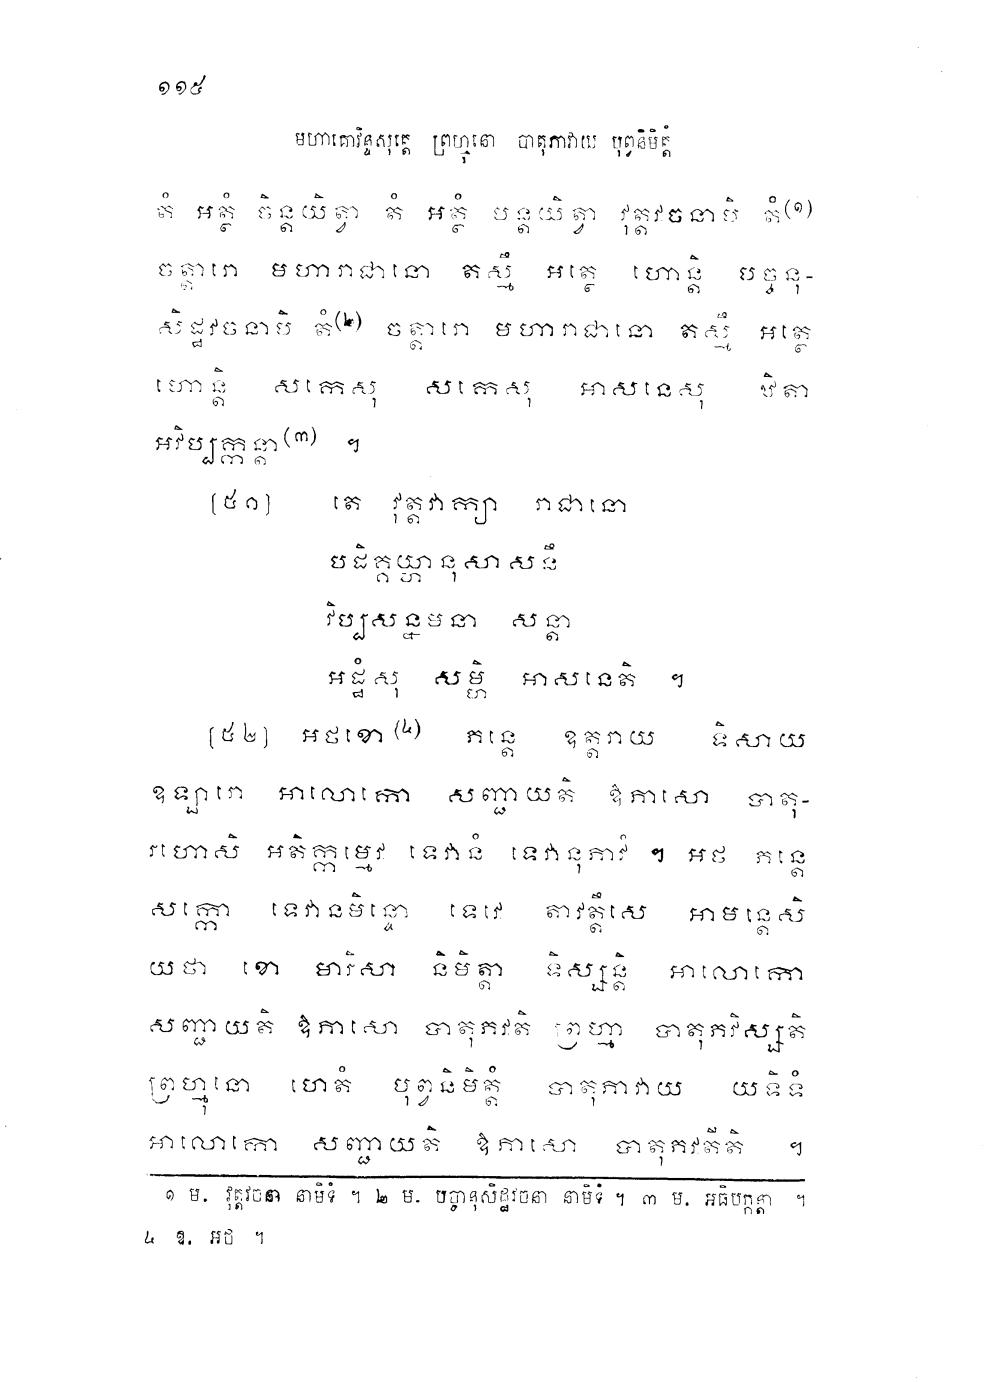 ១១៥
មហាគោវិន្ទសុត្តេ ព្រហ្មុនោ បាតុភាវាយ បុព្វនិមិត្តំ
តំ អត្ថំ ចិន្តយិត្វា តំ អត្ថំ មន្តយិត្វា វុត្តវចនាបិ តំ(១)
ចត្តារោ មហារាជានោ តស្មឹ អត្ថេ ហោន្តិ បច្ចនុ-
សិដ្ឋវចនាបិ តំ(២) ចត្តារោ មហារាជានោ តស្មឹ អត្ថេ
ហោន្តិ សកេសុ សកេសុ អាសនេសុ ឋិតា
អវិប្បក្កន្តា(៣) ។
[៥១] តេ វុត្តវាក្យា រាជានោ
បដិគ្គយ្ហានុសាសនឹ
វិប្បសន្នមនា សន្តា
អដ្ឋំសុ សម្ហិ អាសនេតិ ។
[៥២] អថខោ(៤) ភន្តេ ឧត្តរាយ ទិសាយ
ឧឡារោ អាលោកោ សញ្ជាយតិ ឱភាសោ បាតុ-
រហោសិ អតិក្កម្មេវ ទេវានំ ទេវានុភាវំ ។ អថ ភន្តេ
សក្កោ ទេវានមិន្ទោ ទេវេ តាវត្តឹសេ អាមន្តេសិ
យថា ខោ មារិសា និមិត្តា ទិស្សន្តិ អាលោកោ
សញ្ជាយតិ ឱភាសោ បាតុភវតិ ព្រហ្មា បាតុភវិស្សតិ
ព្រហ្មុនោ ហេតំ បុព្វនិមិត្តំ បាតុភាវាយ យទិទំ
អាលោកោ សញ្ជាយតិ ឱភាសោ បាតុភវតីតិ ។
១ ម. វុត្តវចនា នាមិទំ ។ ២ ម. បច្ចានុសិដ្ឋវចនា នាមិទំ ។ ៣ ម. អធិបក្កន្តា ។
៤ ឱ. អថ ។